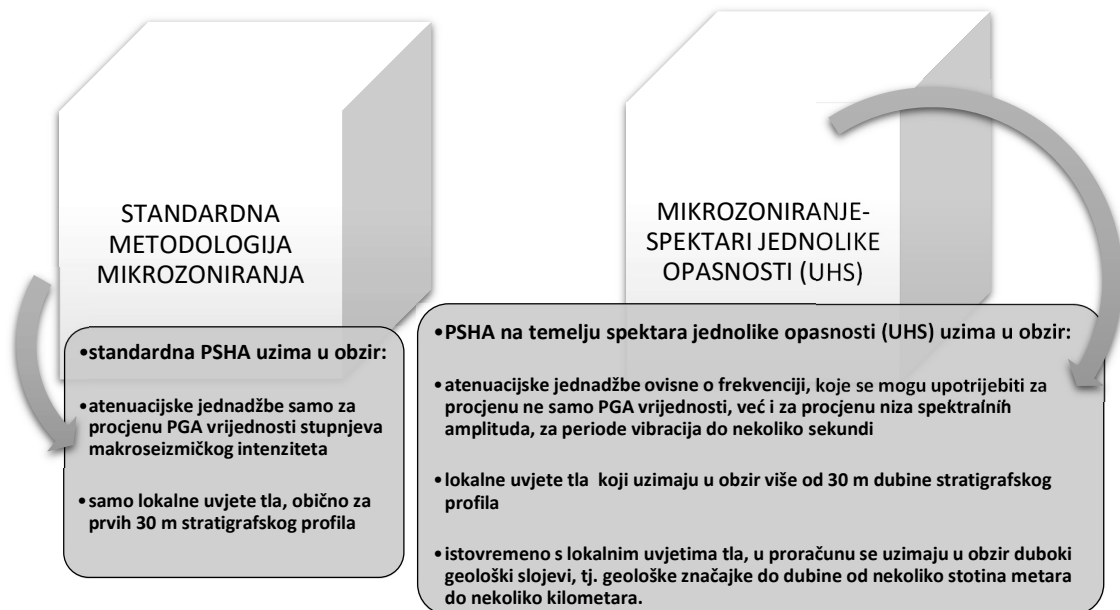 STANDARDNA
METODOLOGIJA
MIKROZONIRANJA
•standardna PSHA uzima u obzir:
•atenuacijske jednadžbe samo za
procjenu PGA vrijednosti stupnjeva
makroseizmičkog intenziteta
•samo lokalne uvjete tla, obično za
prvih 30 m stratigrafskog profila
MIKROZONIRANJE-
SPEKTARI JEDNOLIKE
OPASNOSTI (UHS)
•PSHA na temelju spektara jednolike opasnosti (UHS) uzima u obzir:
•atenuacijske jednadžbe ovisne o frekvenciji, koje se mogu upotrijebiti za
procjenu ne samo PGA vrijednosti, već i za procjenu niza spektralnih
amplituda, za periode vibracija do nekoliko sekundi
•lokalne uvjete tla koji uzimaju u obzir više od 30 m dubine stratigrafskog
profila
•istovremeno s lokalnim uvjetima tla, u proračunu se uzimaju u obzir duboki
geološki slojevi, tj. geološke značajke do dubine od nekoliko stotina metara
do nekoliko kilometara.